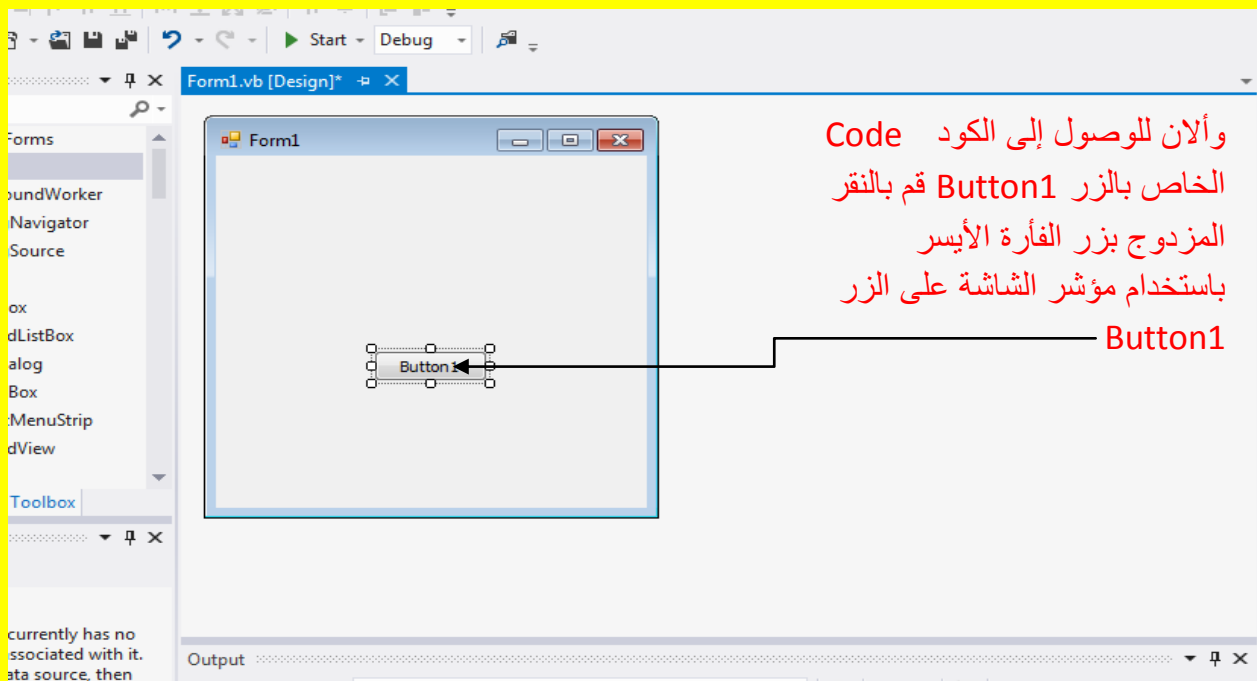 Start
Debug
Form1.vb [Design]*
Forms
oundWorker
Navigator
Source
ox
dListBox
alog
Box
MenuStrip
dView
Toolbox
currently has no
ssociated with it.
ata source, then
Form1
Button1
وألان للوصول إلى الكود Code
الخاص بالزر Button1 قم بالنقر
المزدوج بزر الفأرة الأيسر
باستخدام مؤشر الشاشة على الزر
Button1
Output